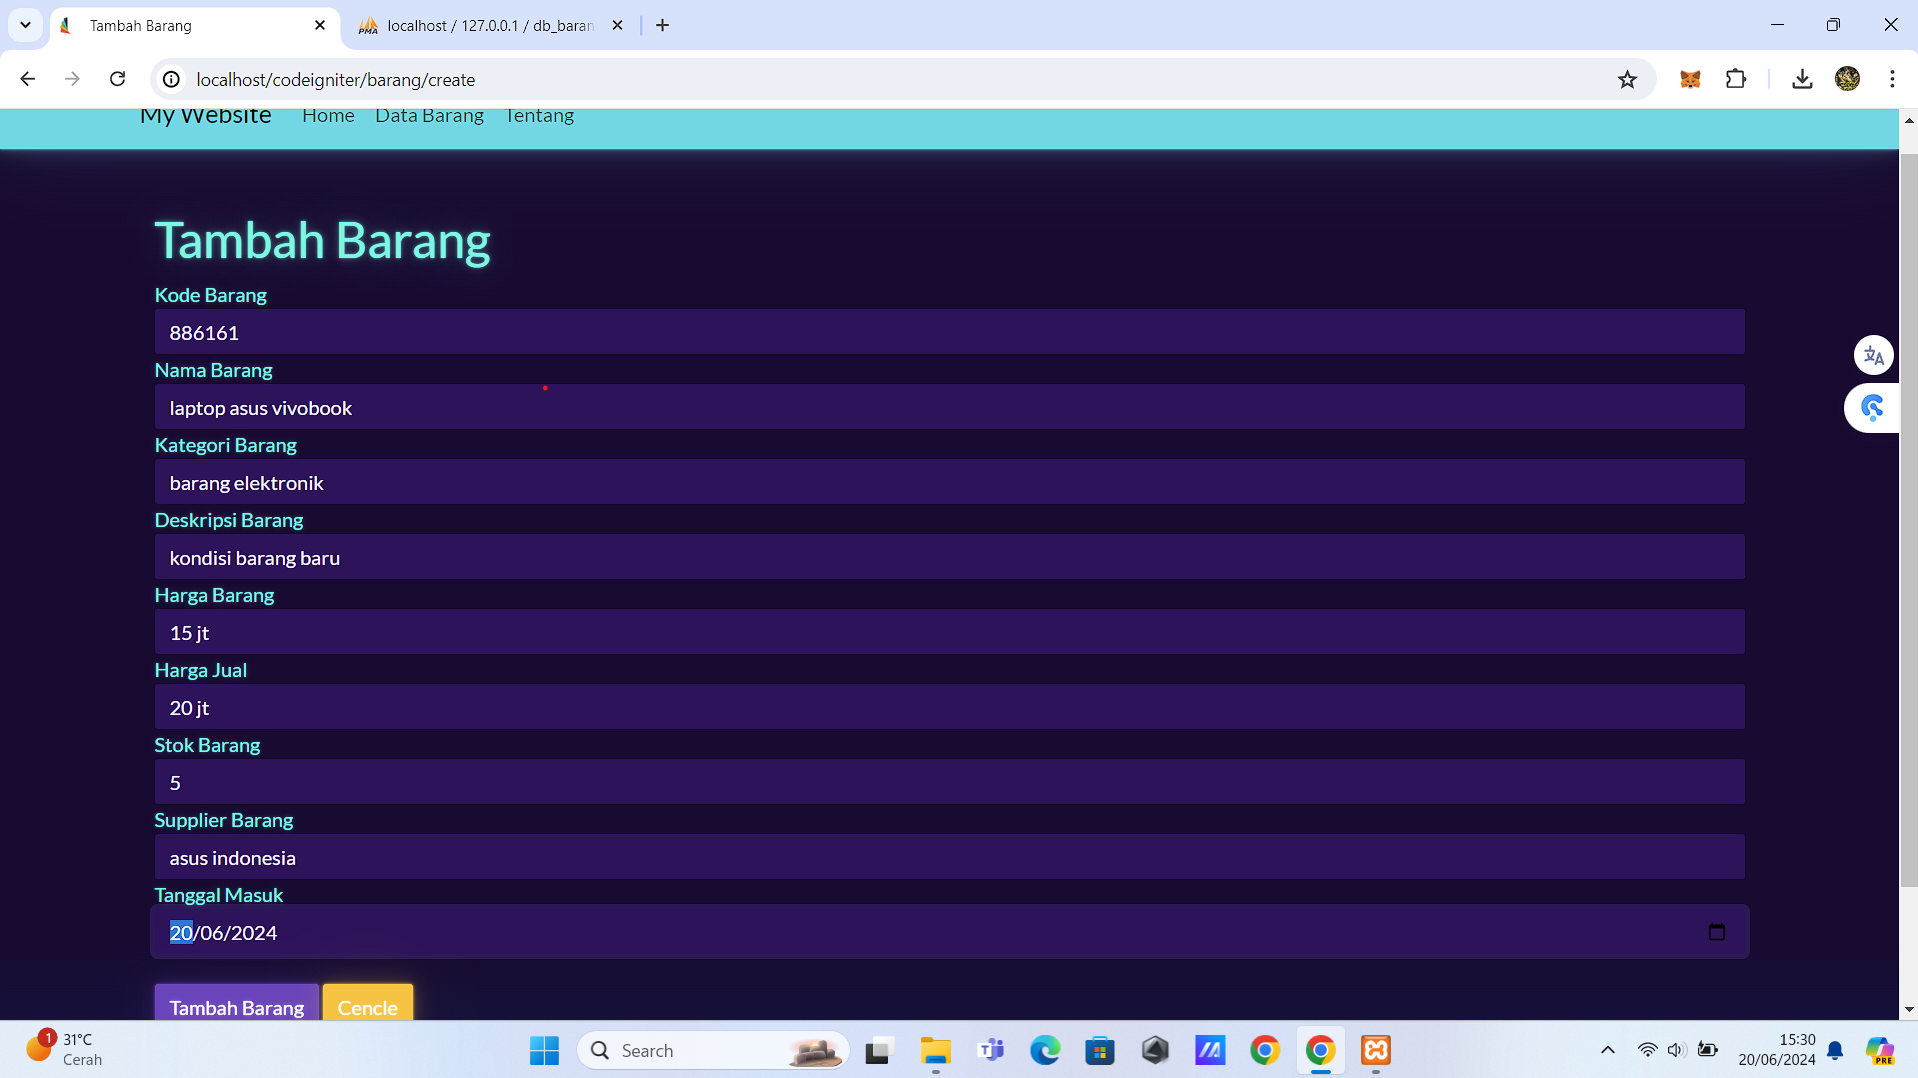 Tambah Barang
localhost / 127.0.0.1 / db_baran
localhost/codeigniter/barang/create
My Website Home Data Barang Tentang
Tambah Barang
Kode Barang
886161
Nama Barang
laptop asus vivobook
Kategori Barang
barang elektronik
Deskripsi Barang
kondisi barang baru
Harga Barang
15 jt
Harga Jual
20 jt
Stok Barang
5
Supplier Barang
asus indonesia
Tanggal Masuk
20/06/2024
Tambah Barang Cencle
1 31°C
Cerah
Search
15:30
20/06/2024
PRE